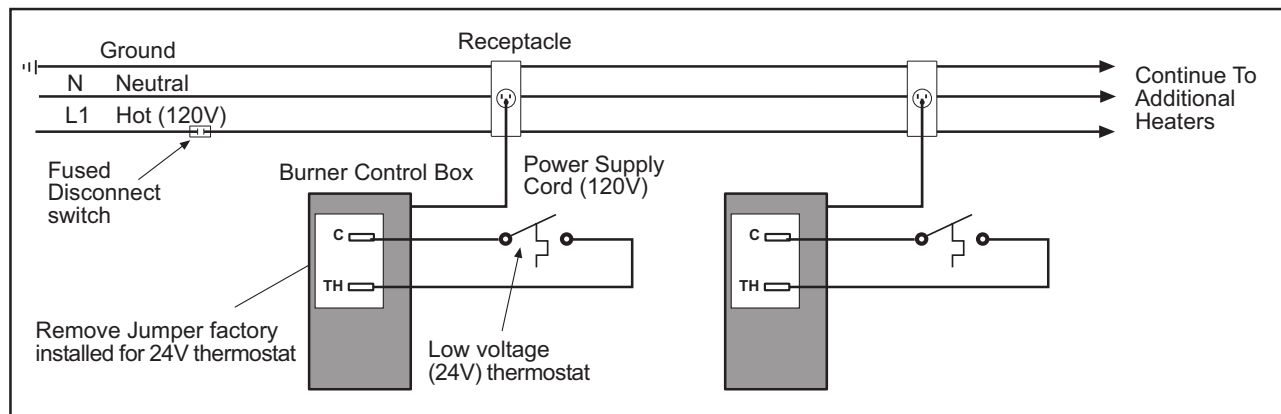 Ground
Receptacle
N Neutral
L1 Hot (120V)
Continue To
Additional
Heaters
Fused
Disconnect
switch
Burner Control Box
Power Supply
Cord (120V)
C
TH
C
TH
Remove Jumper factory
installed for 24V thermostat
Low voltage
(24V) thermostat